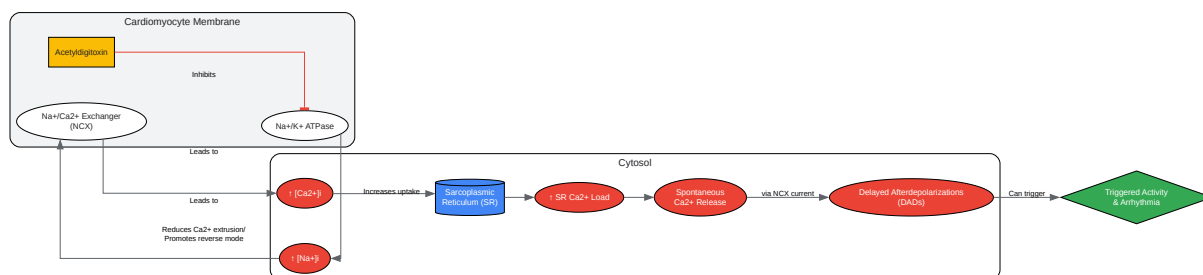 Cardiomyocyte Membrane
Acetyldigitoxin
Inhibits
Na+/Ca2+ Exchanger
(NCX)
Na+/K+ ATPase
Leads to
Cytosol
↑ [Ca2+]i
Increases uptake
Sarcoplasmic
Reticulum (SR)
↑ SR Ca2+ Load
Spontaneous
Ca2+ Release
via NCX current
Delayed Afterdepolarizations
(DADs)
Can trigger
Triggered Activity
& Arrhythmia
Leads to
Reduces Ca2+ extrusion/
Promotes reverse mode
↑ [Na+]i